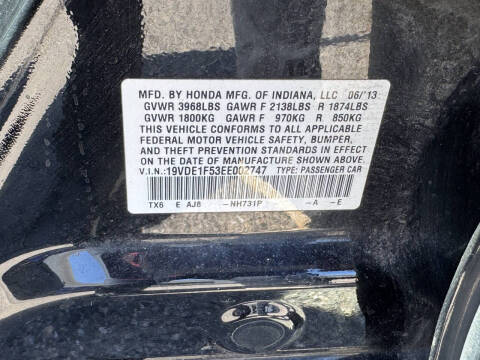 MFD. BY HONDA MFG. OF INDIANA, LLC 06/13
GVWR 3968LBS GAWR F 2138LBS R 1874LBS
GVWR 1800KG GAWR F 970KG R 850KG
THIS VEHICLE CONFORMS TO ALL APPLICABLE
FEDERAL MOTOR VEHICLE SAFETY, BUMPER,
AND THEFT PREVENTION STANDARDS IN EFFECT
ON THE DATE OF MANUFACTURE SHOWN ABOVE.
V.I.N.:19VDE1F53EE002747 TYPE: PASSENGER CAR
TX6 E AJ8 -NH731P -A -E